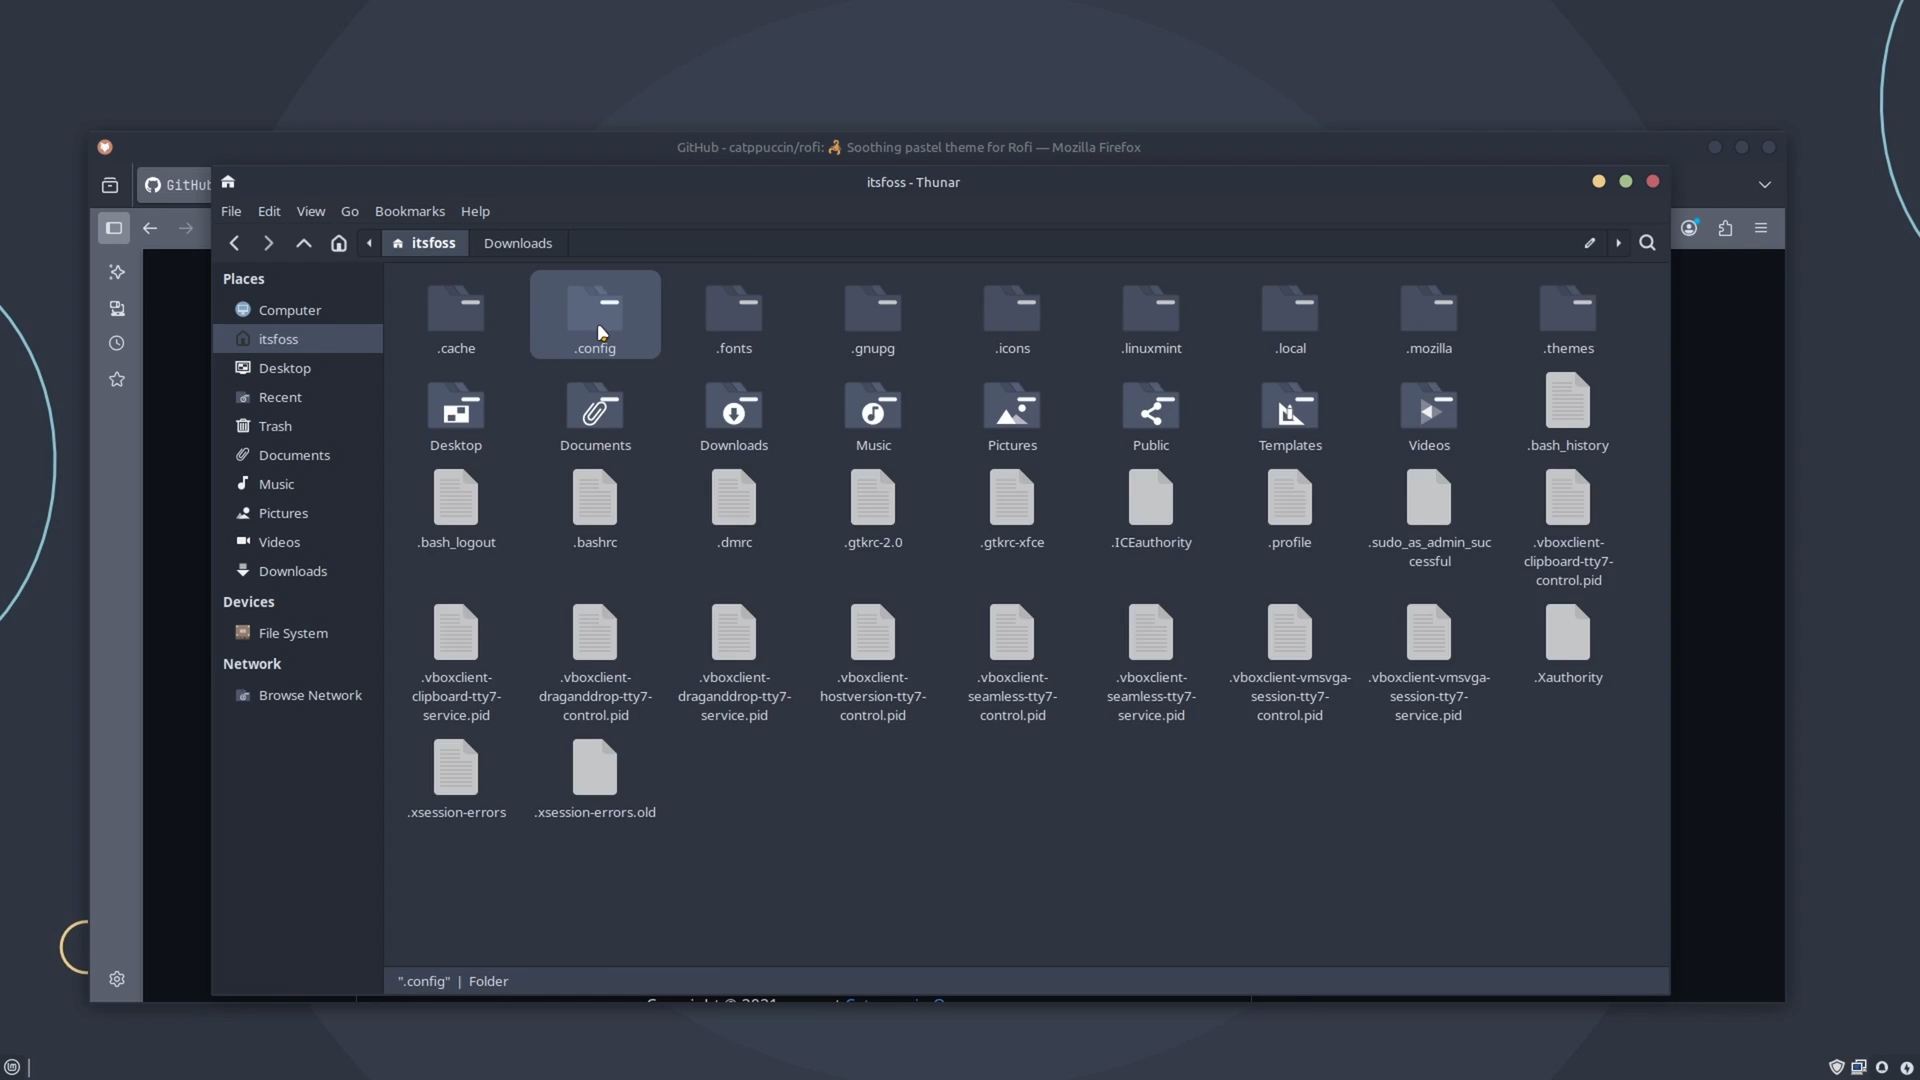 GitHub - catppuccin/rofi: 🦂 Soothing pastel theme for Rofi — Mozilla Firefox
GitHub
itsfoss - Thunar
File Edit View Go Bookmarks Help
itsfoss Downloads
Places
Computer
itsfoss
Desktop
Recent
Trash
Documents
Music
Pictures
Videos
Downloads
Devices
File System
Network
Browse Network
.cache .config .fonts .gnupg .icons .linuxmint .local .mozilla .themes
Desktop Documents Downloads Music Pictures Public Templates Videos .bash_history
.bash_logout .bashrc .dmrc .gtkrc-2.0 .gtkrc-xfce .ICEauthority .profile .sudo_as_admin_suc .vboxclient-
cessful clipboard-tty7-
control.pid
.vboxclient- .vboxclient- .vboxclient- .vboxclient- .vboxclient- .vboxclient- .vboxclient-vmsvga- .vboxclient-vmsvga- .Xauthority
clipboard-tty7- draganddrop-tty7- draganddrop-tty7- hostversion-tty7- seamless-tty7- seamless-tty7- session-tty7- session-tty7-
service.pid control.pid service.pid control.pid control.pid service.pid control.pid service.pid
.xsession-errors .xsession-errors.old
".config" | Folder